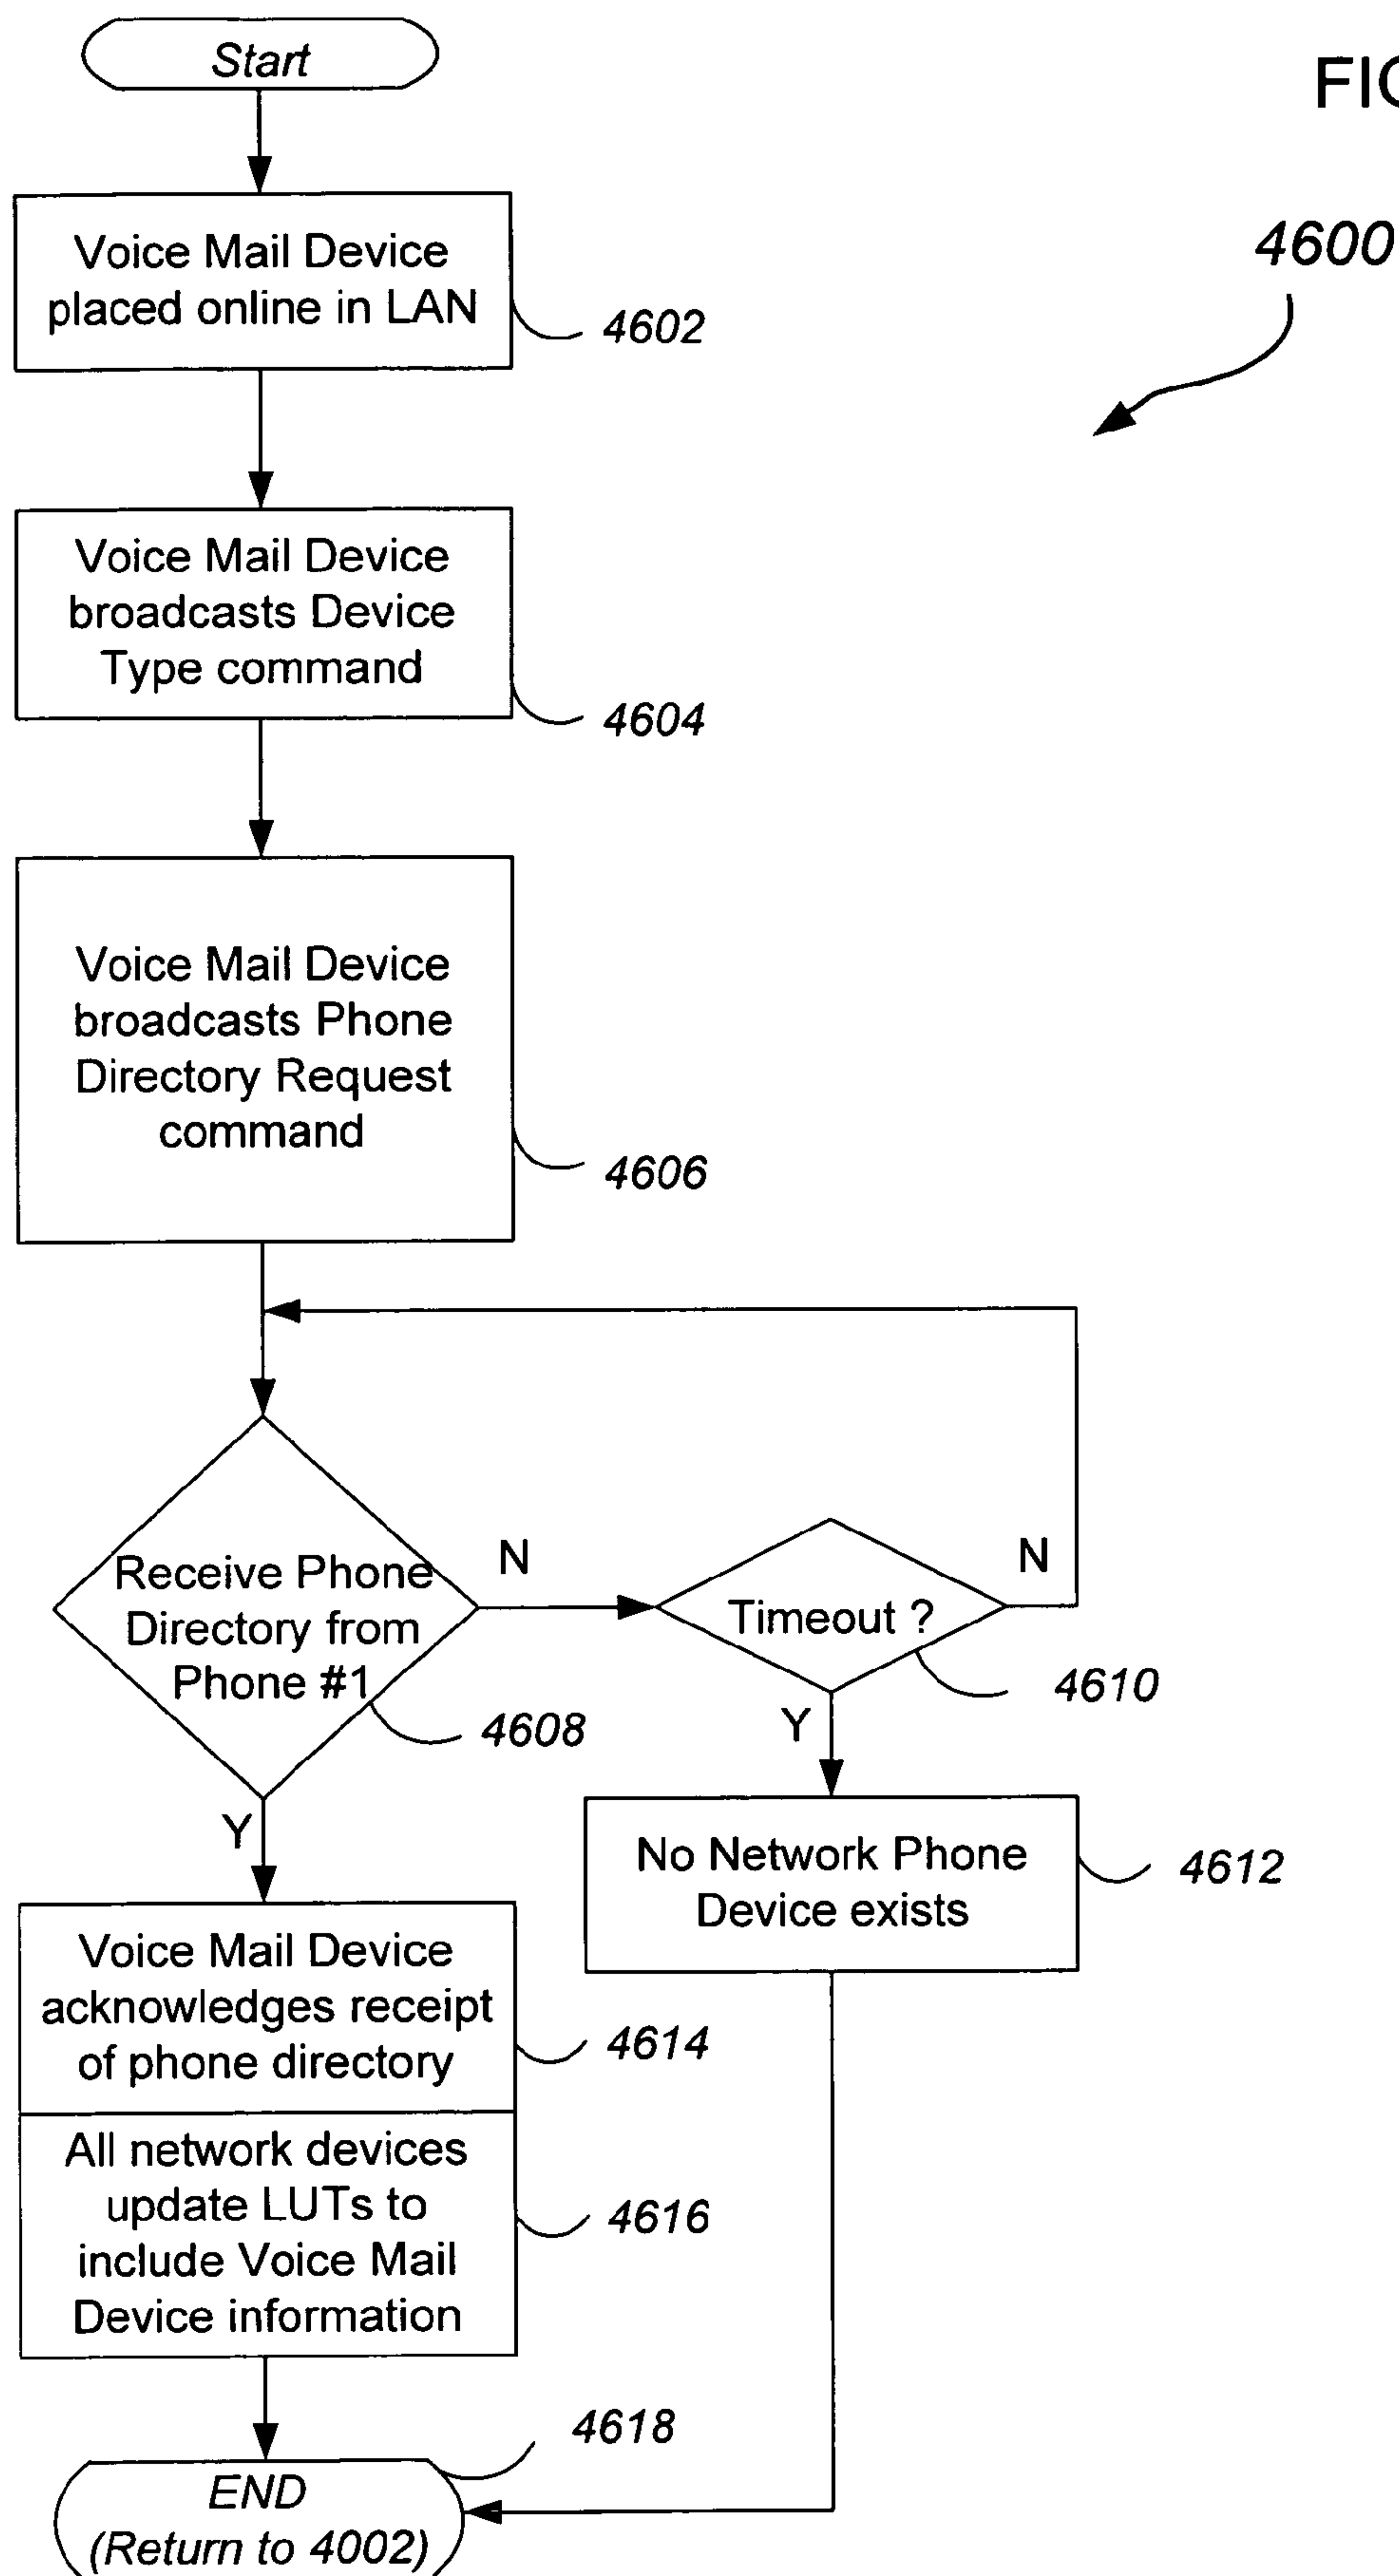 Start
FIG
4600
Voice Mail Device
placed online in LAN
4602
Voice Mail Device
broadcasts Device
Type command
4604
Voice Mail Device
broadcasts Phone
Directory Request
command
4606
Receive Phone
Directory from
Phone #1
4608
N
Timeout ?
N
4610
Y
Y
No Network Phone
Device exists
4612
Voice Mail Device
acknowledges receipt
of phone directory
4614
All network devices
update LUTs to
include Voice Mail
Device information
4616
4618
END
(Return to 4002)